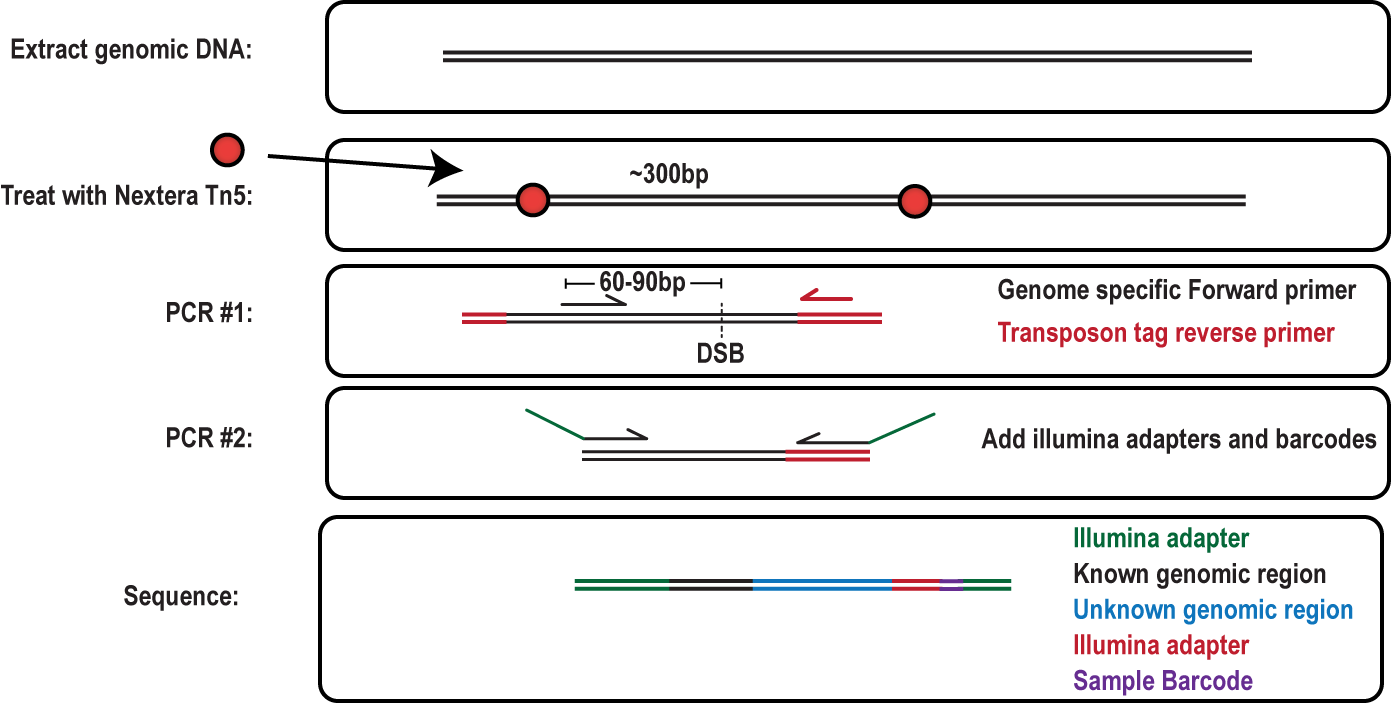 Extract genomic DNA:
Treat with Nextera Tn5:
~300bp
PCR #1:
60-90bp
DSB
Genome specific Forward primer
Transposon tag reverse primer
PCR #2:
Add illumina adapters and barcodes
Sequence:
Illumina adapter
Known genomic region
Unknown genomic region
Illumina adapter
Sample Barcode